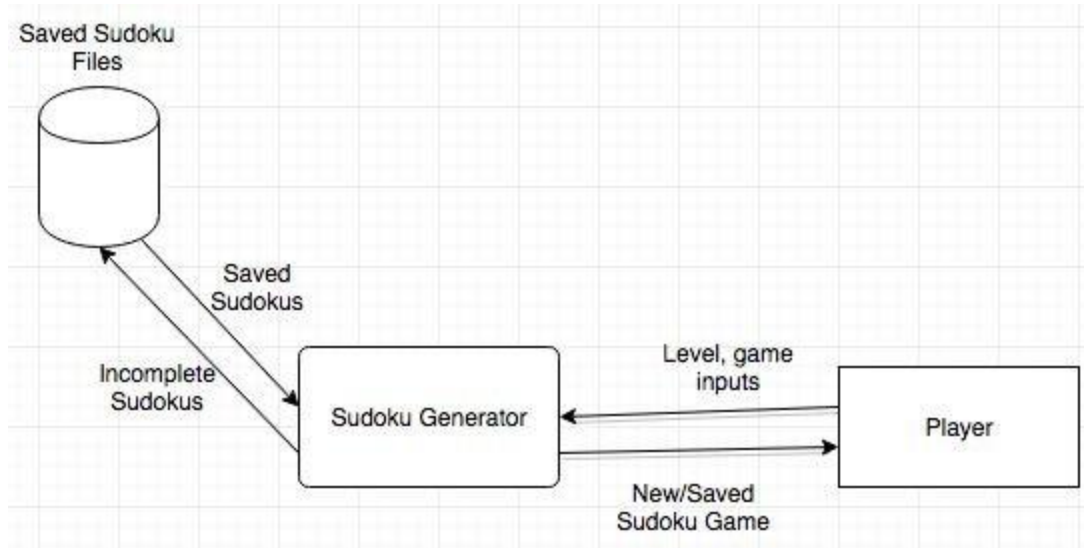 Saved Sudoku
Files
Saved
Sudokus
Incomplete
Sudokus
Sudoku Generator
Level, game
inputs
Player
New/Saved
Sudoku Game